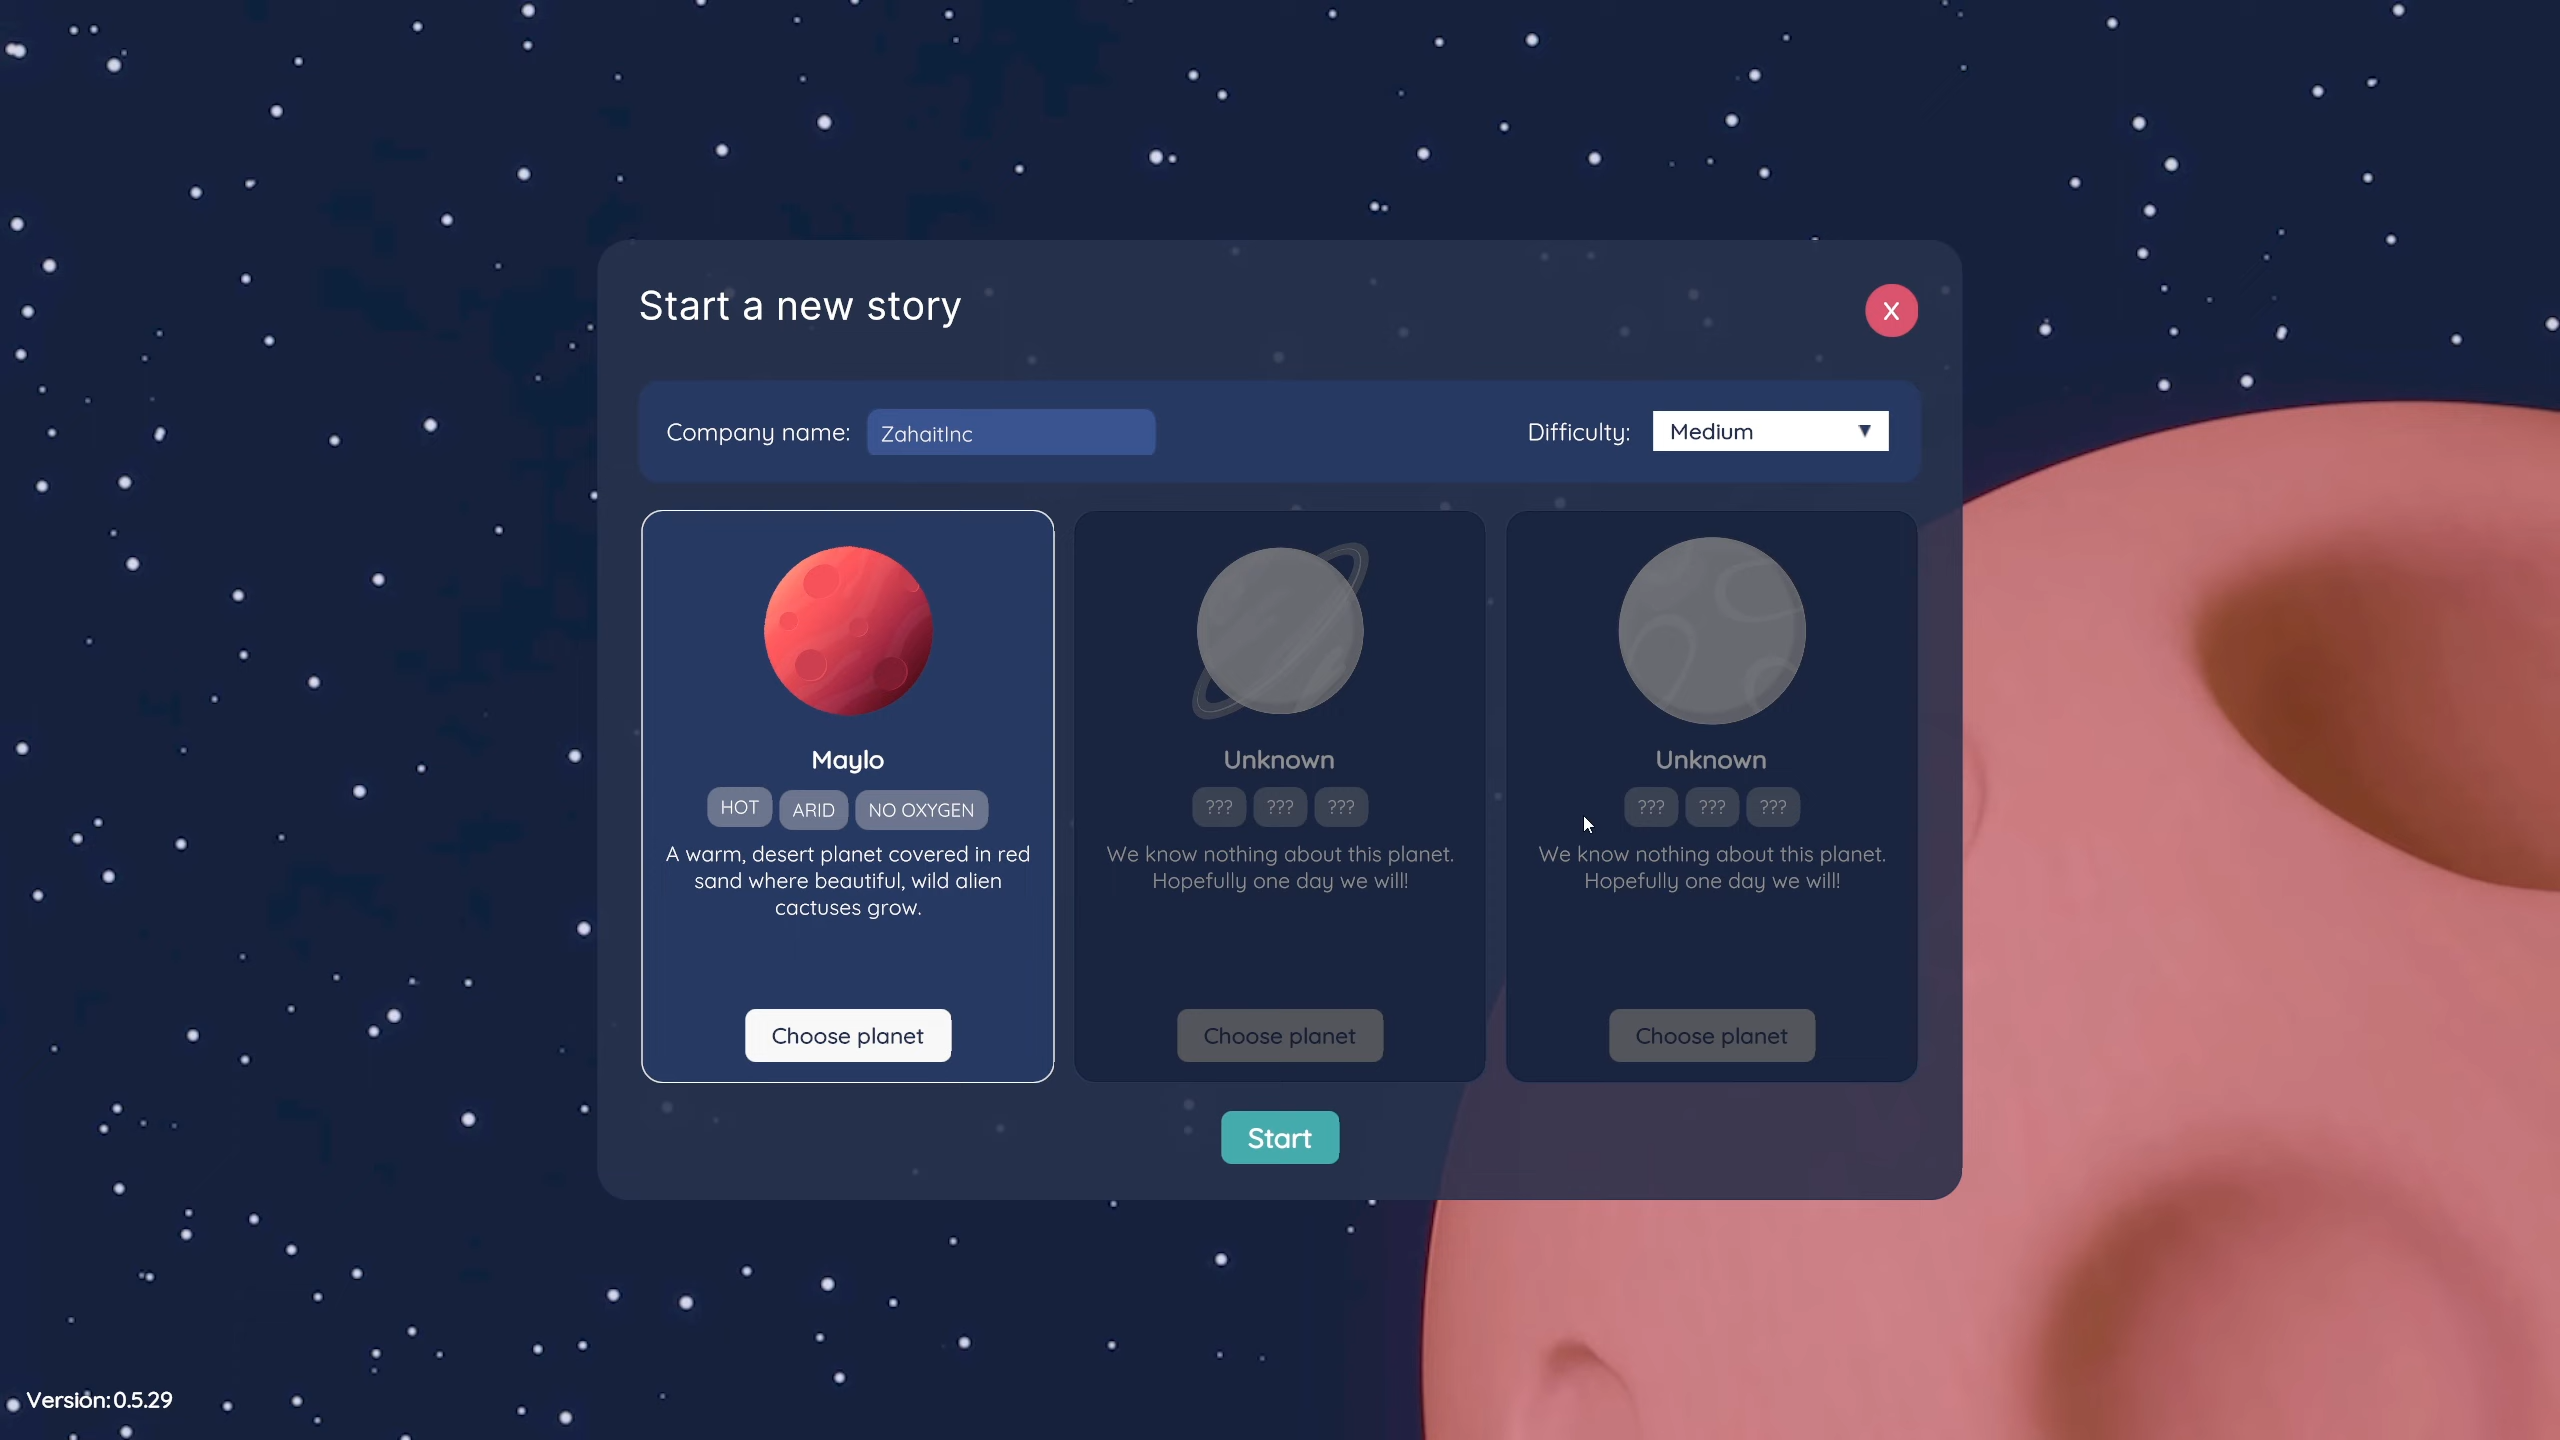 Start a new story
X
Company name: ZahaitInc
Difficulty: Medium
Maylo
HOT ARID NO OXYGEN
A warm, desert planet covered in red
sand where beautiful, wild alien
cactuses grow.
Choose planet
Unknown
??? ??? ???
We know nothing about this planet.
Hopefully one day we will!
Choose planet
Unknown
??? ??? ???
We know nothing about this planet.
Hopefully one day we will!
Choose planet
Start
Version: 0.5.29